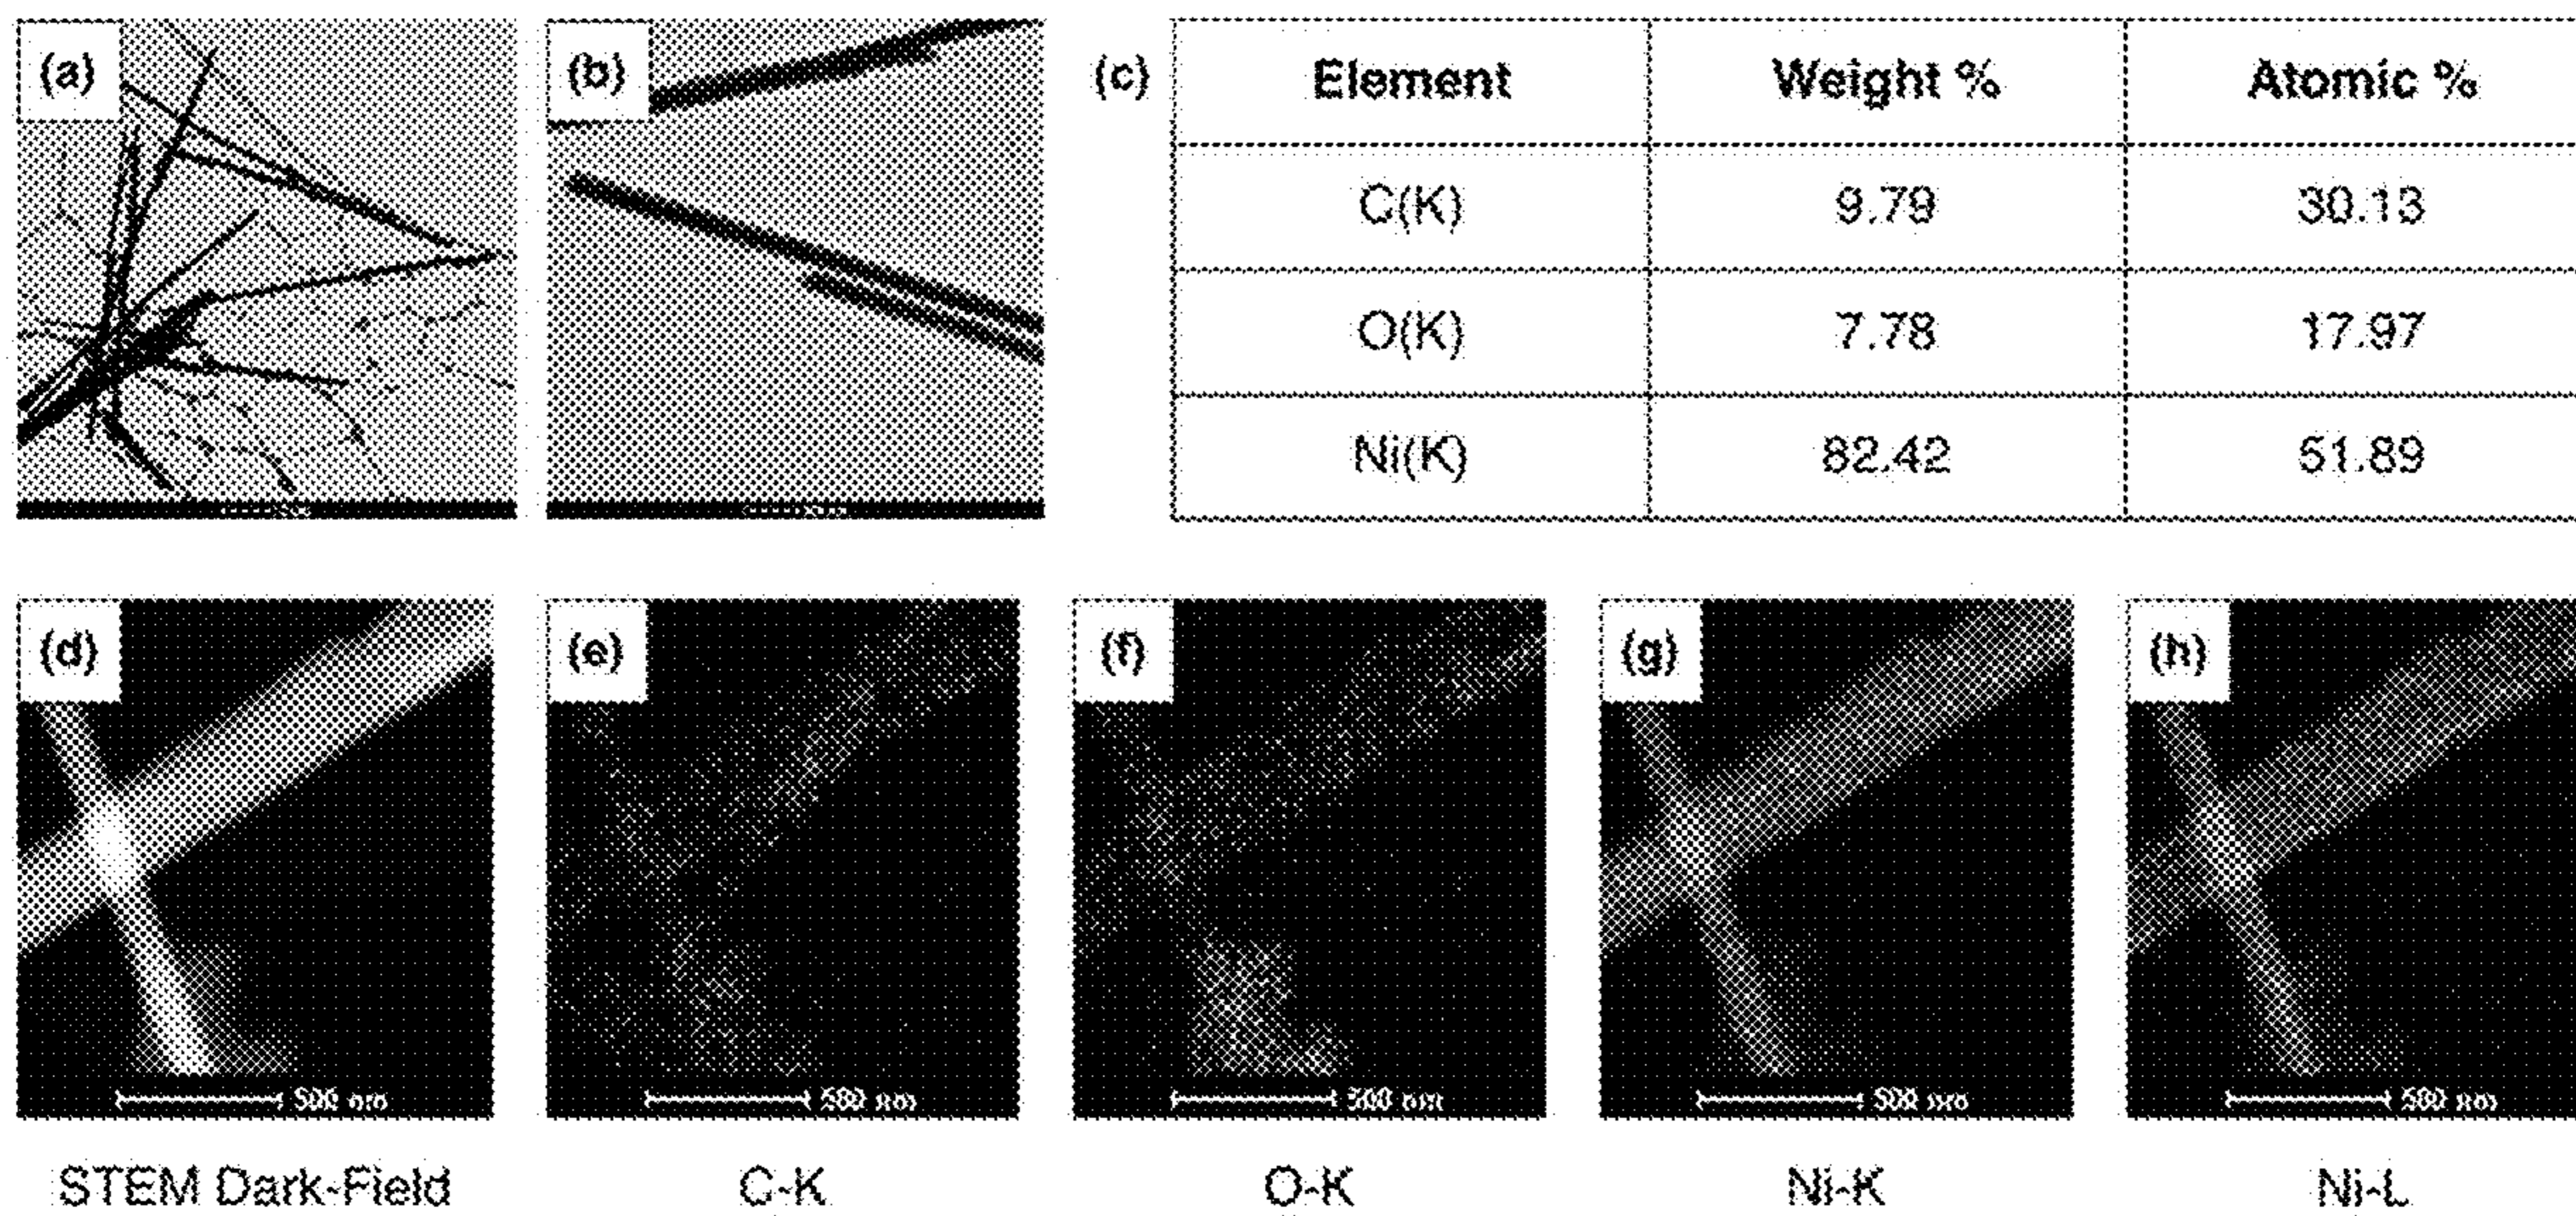 (a)
(b)
(c)
Element Weight % Atomic %
C(K) 9.79 30.13
O(K) 7.78 17.97
Ni(K) 82.42 51.89
(d)
(e)
(f)
(g)
(h)
500 nm
500 nm
500 nm
500 nm
500 nm
STEM Dark-Field
C-K
O-K
Ni-K
Ni-L